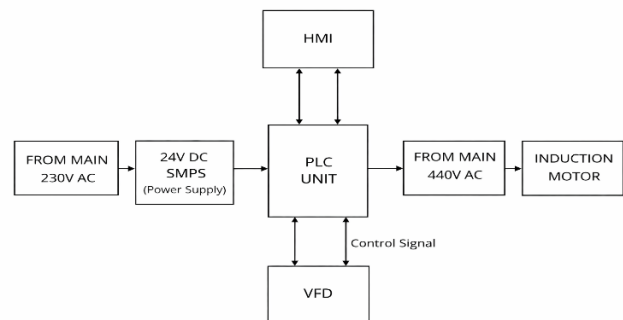 HMI
FROM MAIN
230V AC
24V DC
SMPS
(Power Supply)
PLC
UNIT
FROM MAIN
440V AC
INDUCTION
MOTOR
Control Signal
VFD